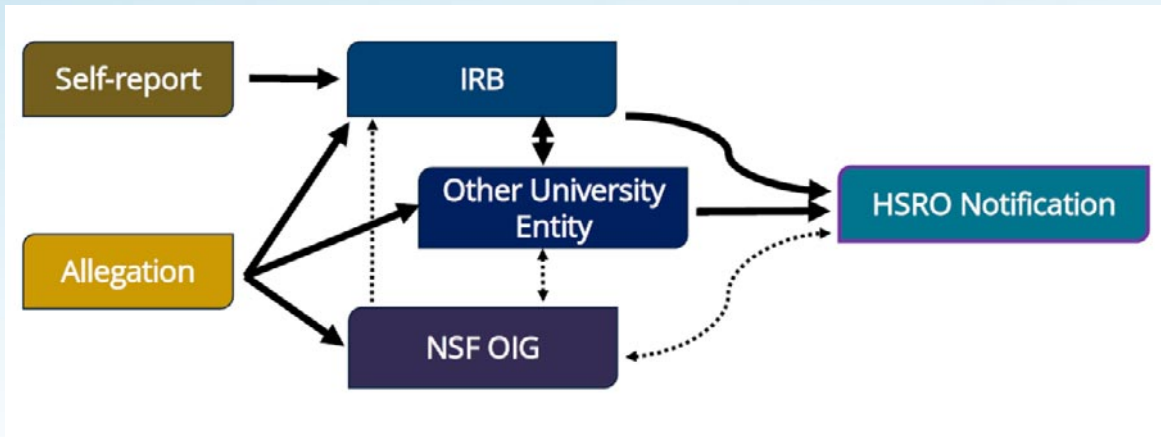 Self-report
IRB
Other University
Entity
HSRO Notification
Allegation
NSF OIG